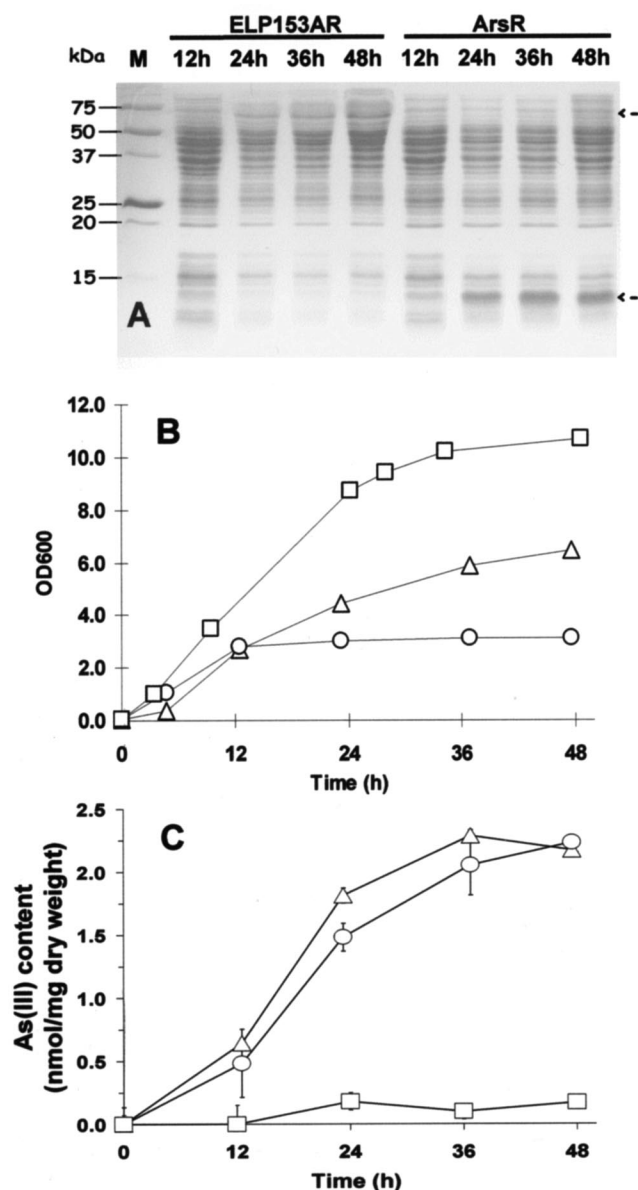 ELP153AR ArsR
kDa M 12h 24h 36h 48h 12h 24h 36h 48h
75
50
37
25
20
15
A
B
12.0
10.0
8.0
6.0
4.0
2.0
0.0
OD600
0 12 24 36 48
Time (h)
C
2.5
2.0
1.5
1.0
0.5
0.0
As(III) content
(nmol/mg dry weight)
0 12 24 36 48
Time (h)